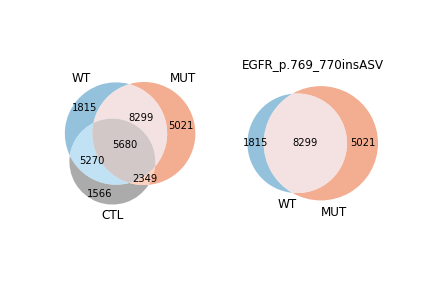 WT
MUT
1815
8299
5021
5680
5270
2349
1566
CTL
EGFR_p.769_770insASV
1815
8299
5021
WT
MUT